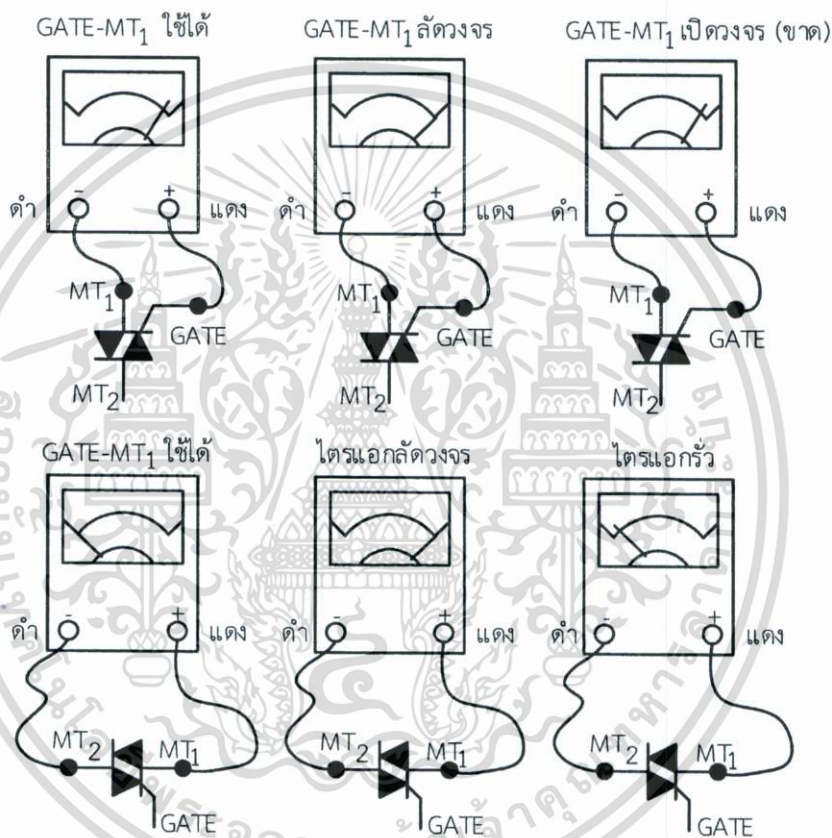 GATE-MT1 ใช้ได้ GATE-MT1 ลัดวงจร GATE-MT1 เปิดวงจร (ขาด)
ดำ - + แดง ดำ - + แดง ดำ - + แดง
MT1 MT1 MT1
GATE GATE GATE
MT2 MT2 MT2
GATE-MT1 ใช้ได้ ไตรแอกลัดวงจร ไตรแอกรั่ว
ดำ - + แดง ดำ - + แดง ดำ - + แดง
MT2 MT1 MT2 MT1 MT2 MT1
GATE GATE GATE